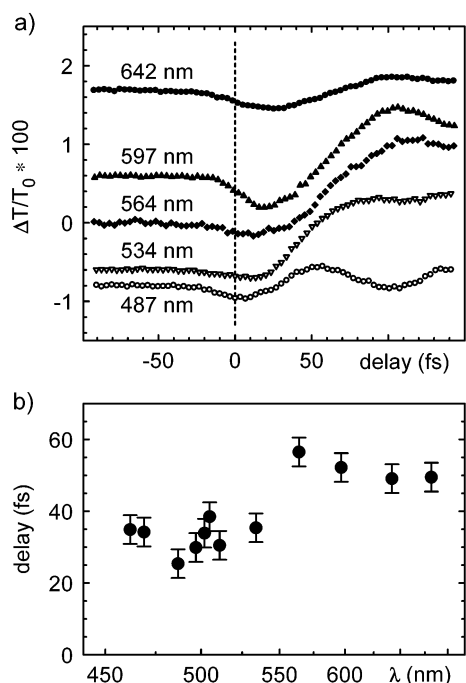 a)
2
642 nm
1
597 nm
564 nm
0
534 nm
-1
487 nm
ΔT/T₀ * 100
-50
0
50
delay (fs)
b)
60
40
20
0
delay (fs)
450
500
550
600
λ (nm)